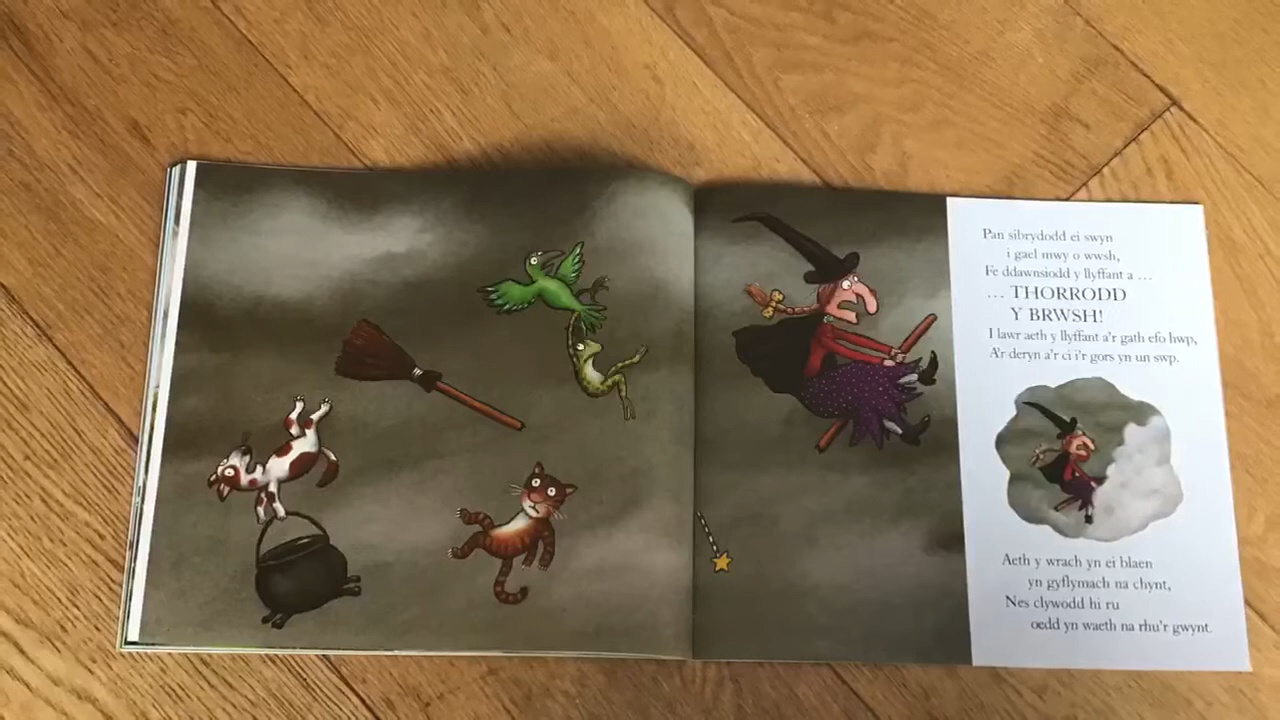 Pan sibrydodd ei swyn
i gael mwy o wwsh,
Fe ddawnsiodd y llyffant a …
… THORRODD
Y BRWSH!
I lawr aeth y llyffant a'r gath efo hwp,
A'r deryn a'r ci i'r gors yn un swp.
Aeth y wrach yn ei blaen
yn gyflymach na chynt,
Nes clywodd hi ru
oedd yn waeth na rhu'r gwynt.